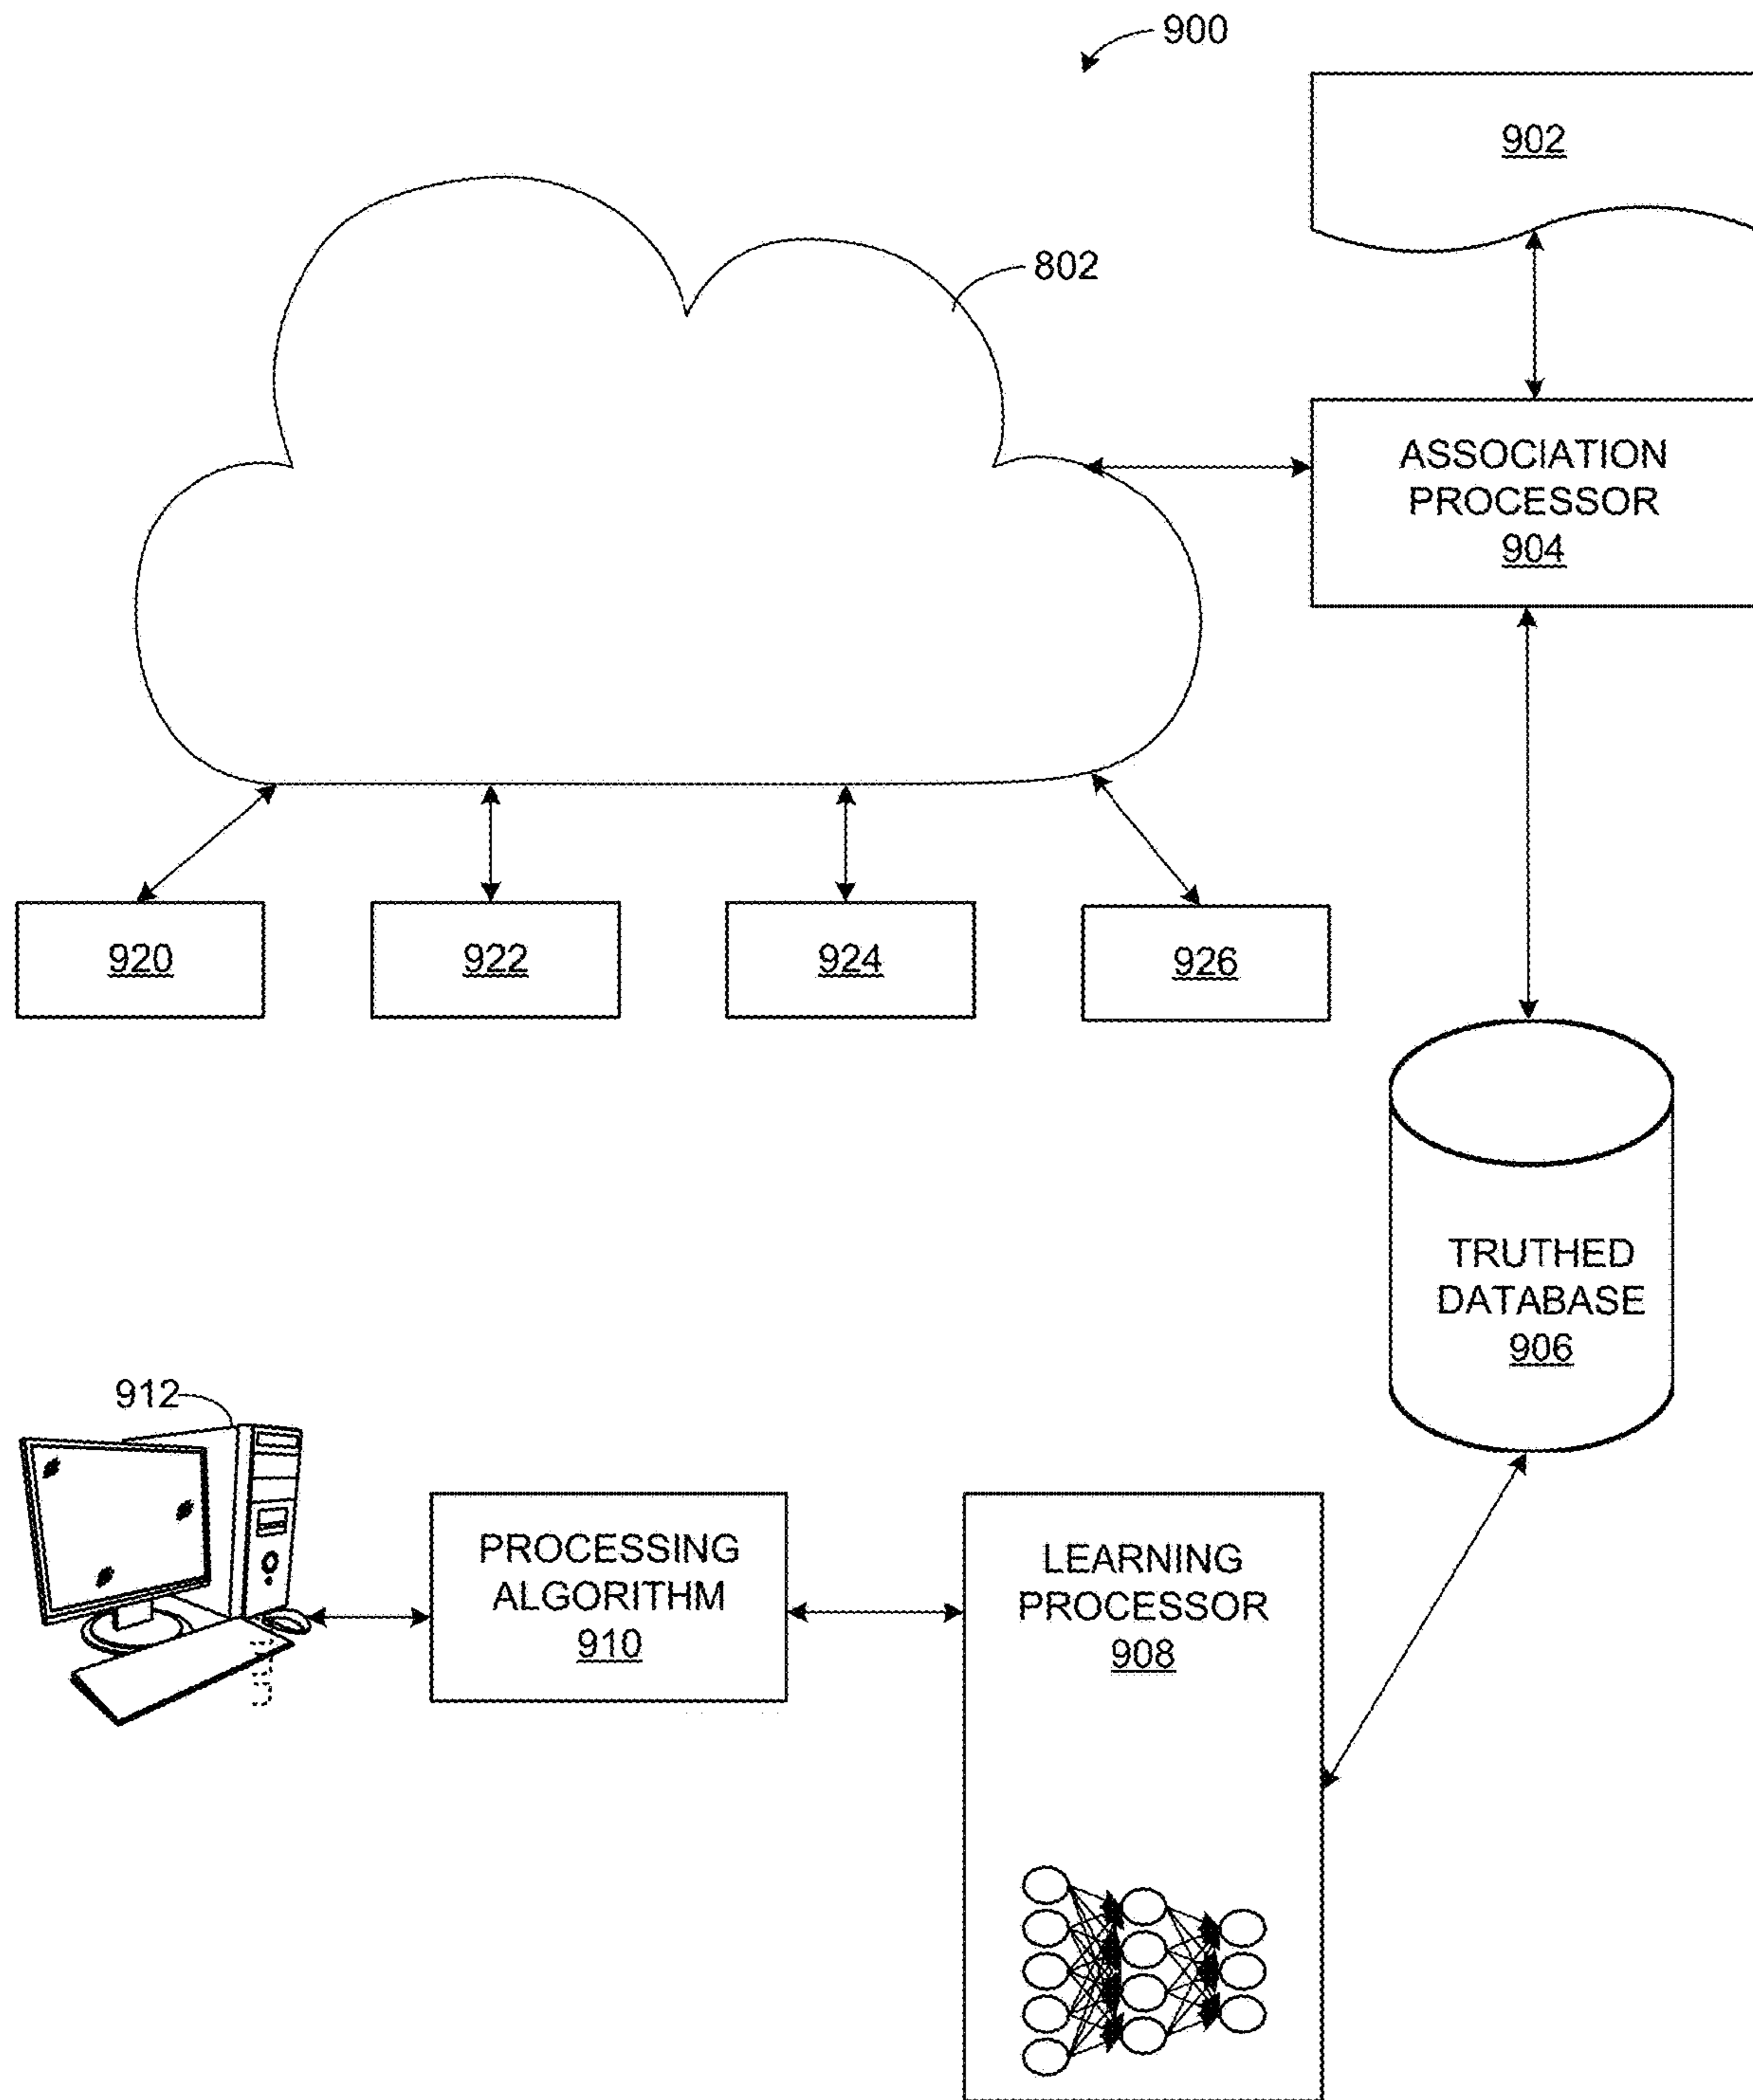 900
902
802
ASSOCIATION
PROCESSOR
904
920
922
924
926
TRUTHED
DATABASE
906
912
PROCESSING
ALGORITHM
910
LEARNING
PROCESSOR
908